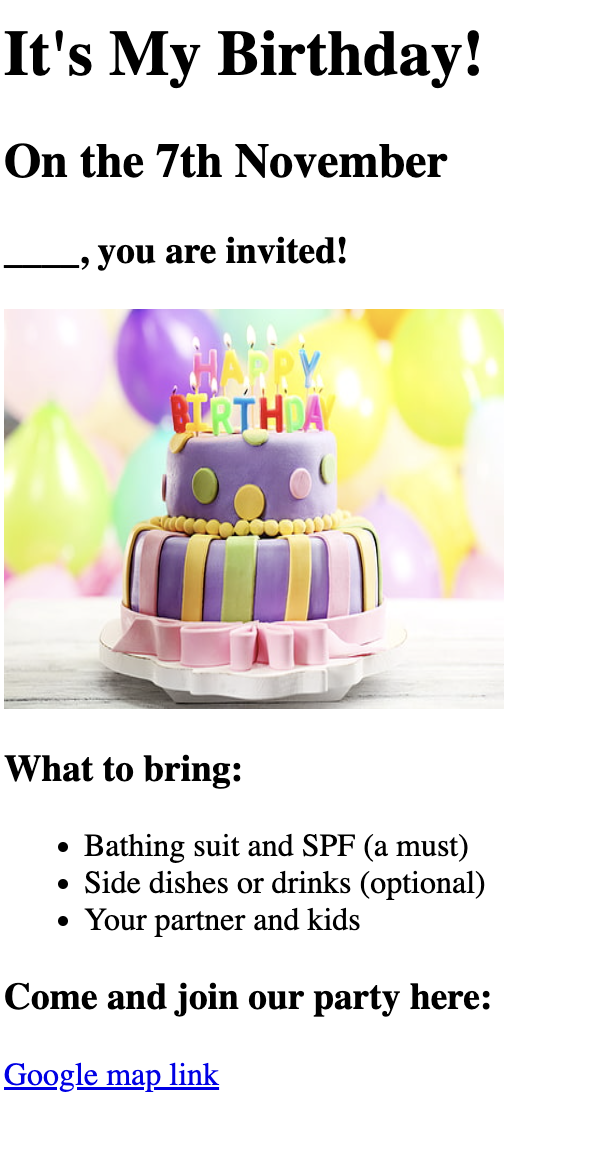 It's My Birthday!
On the 7th November
____, you are invited!
HAPPY
BIRTHDAY
What to bring:
• Bathing suit and SPF (a must)
• Side dishes or drinks (optional)
• Your partner and kids
Come and join our party here:
Google map link